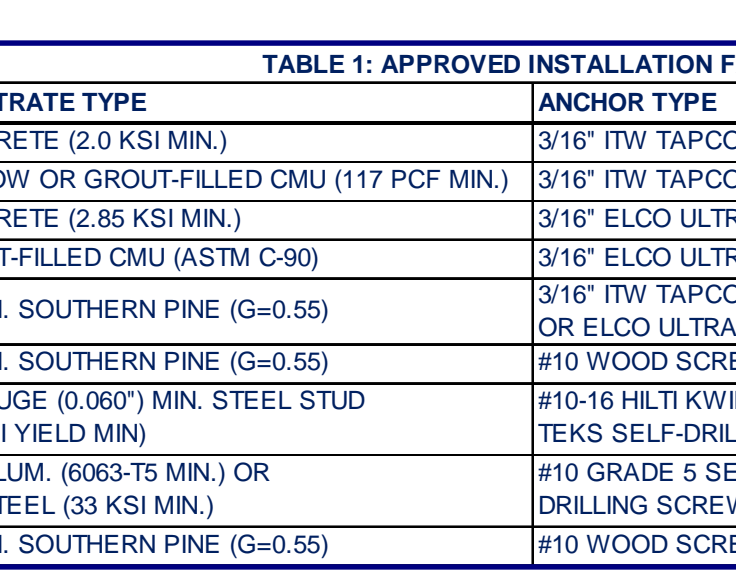 TABLE 1: APPROVED INSTALLATION F
TRATE TYPE ANCHOR TYPE
RETE (2.0 KSI MIN.) 3/16" ITW TAPCO
OW OR GROUT-FILLED CMU (117 PCF MIN.) 3/16" ITW TAPCO
RETE (2.85 KSI MIN.) 3/16" ELCO ULTR
T-FILLED CMU (ASTM C-90) 3/16" ELCO ULTR
. SOUTHERN PINE (G=0.55) 3/16" ITW TAPCO
OR ELCO ULTRA
. SOUTHERN PINE (G=0.55) #10 WOOD SCRE
UGE (0.060") MIN. STEEL STUD #10-16 HILTI KWI
I YIELD MIN) TEKS SELF-DRIL
LUM. (6063-T5 MIN.) OR #10 GRADE 5 SE
TEEL (33 KSI MIN.) DRILLING SCREW
. SOUTHERN PINE (G=0.55) #10 WOOD SCRE